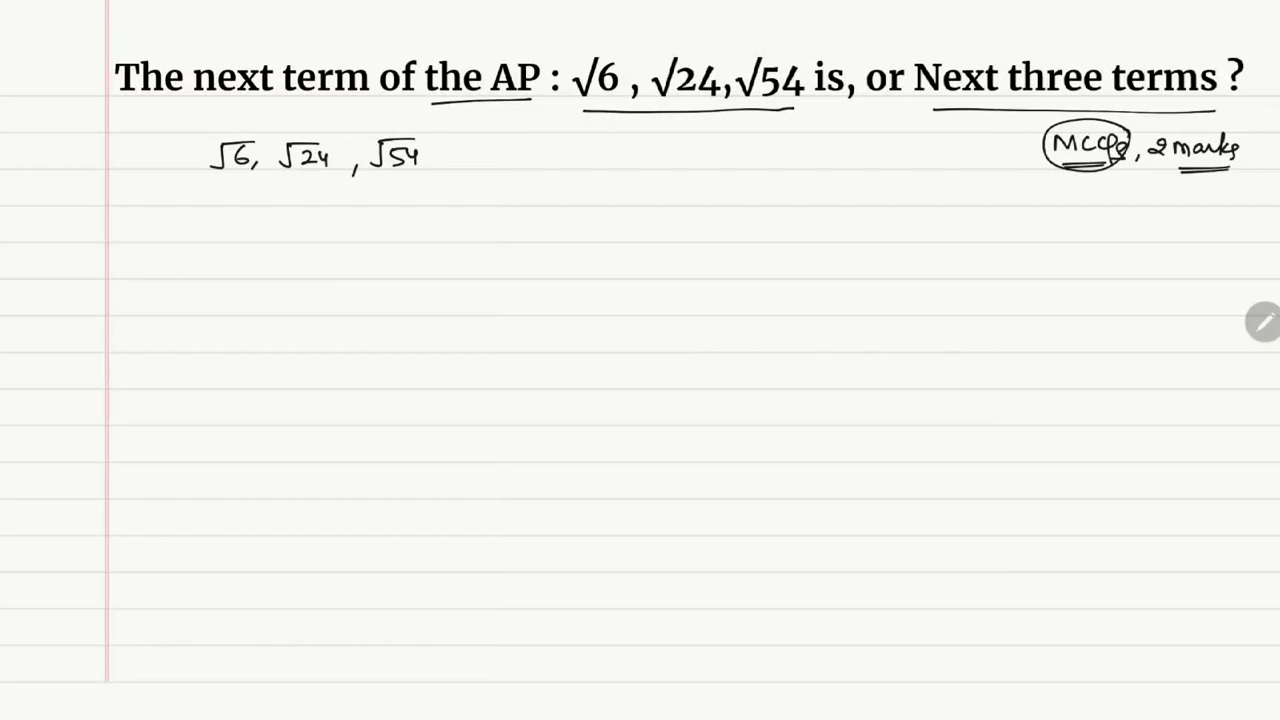 The next term of the AP : √6 , √24,√54 is, or Next three terms ?
√6, √24 , √54
MCQs, 2 marks